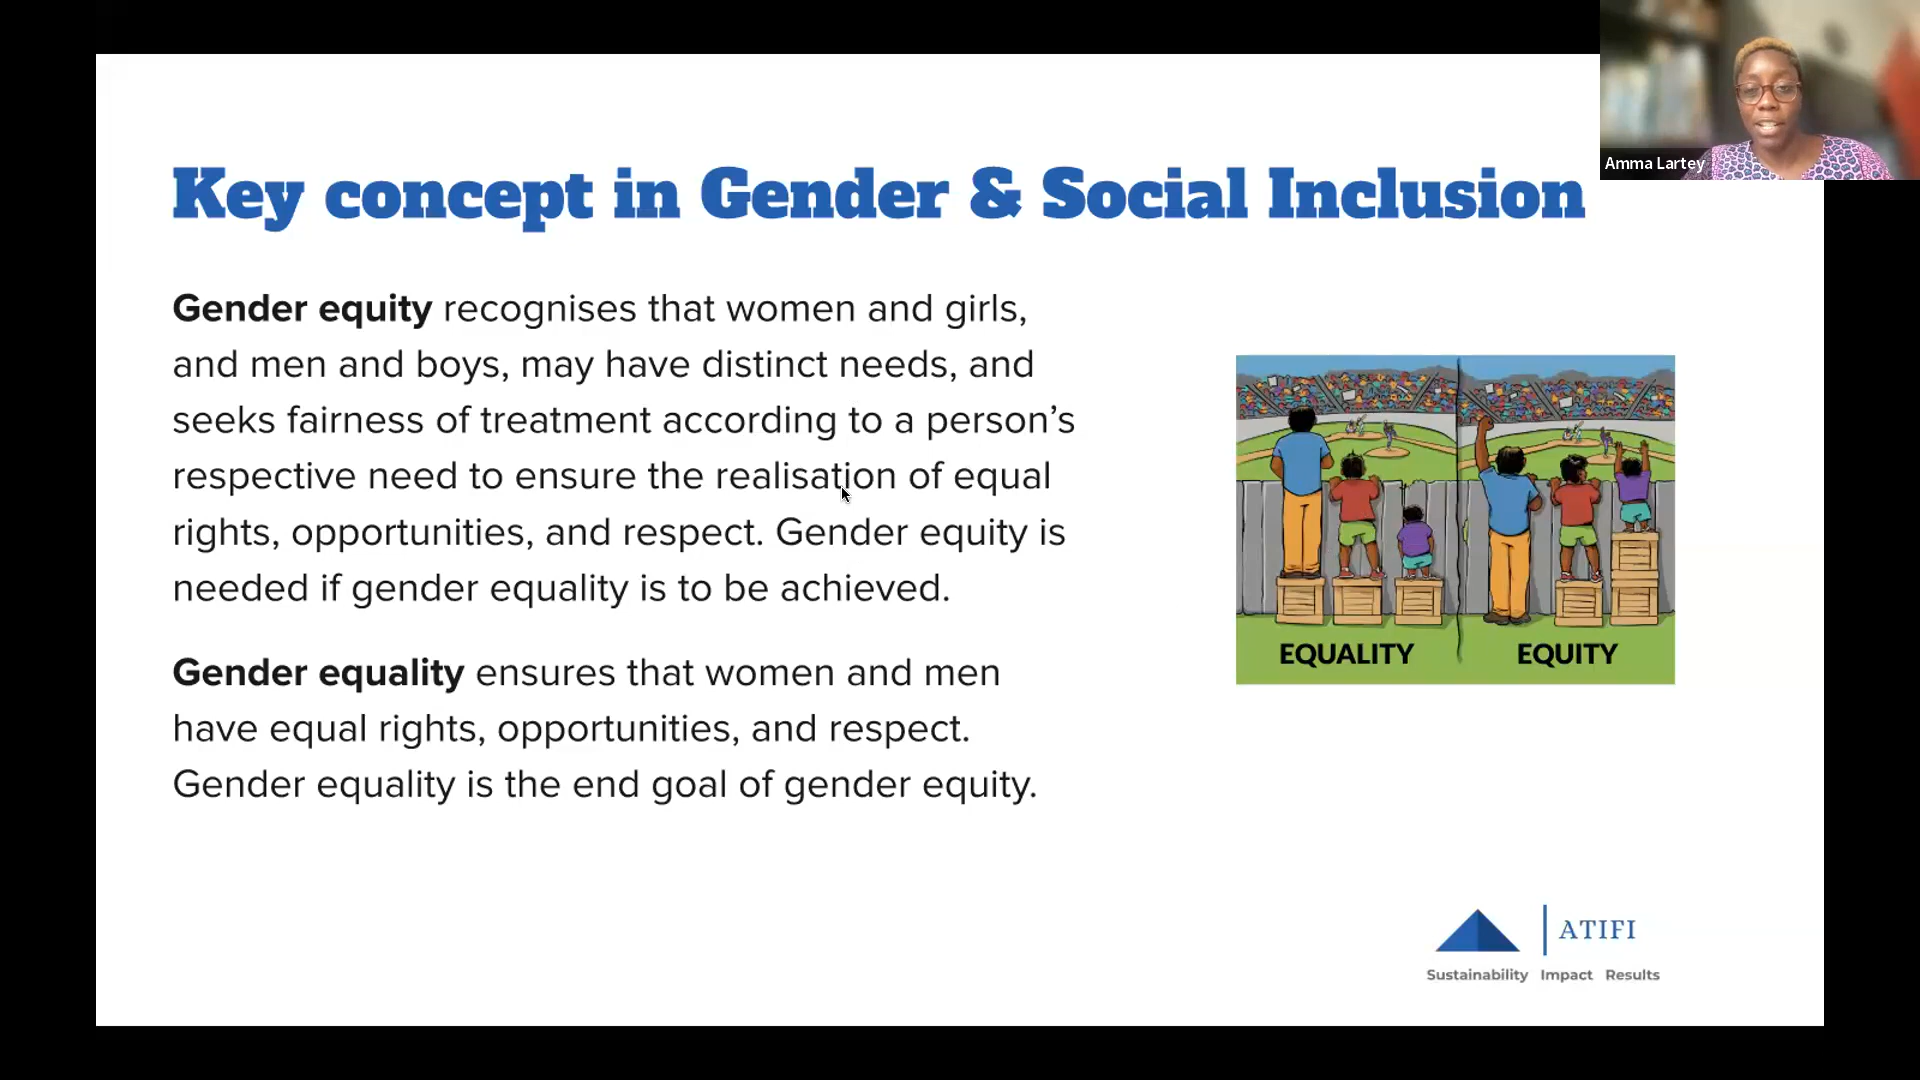 Amma Lartey
Key concept in Gender & Social Inclusion
Gender equity recognises that women and girls,
and men and boys, may have distinct needs, and
seeks fairness of treatment according to a person’s
respective need to ensure the realisation of equal
rights, opportunities, and respect. Gender equity is
needed if gender equality is to be achieved.
Gender equality ensures that women and men
have equal rights, opportunities, and respect.
Gender equality is the end goal of gender equity.
EQUALITY
EQUITY
ATIFI
Sustainability Impact Results